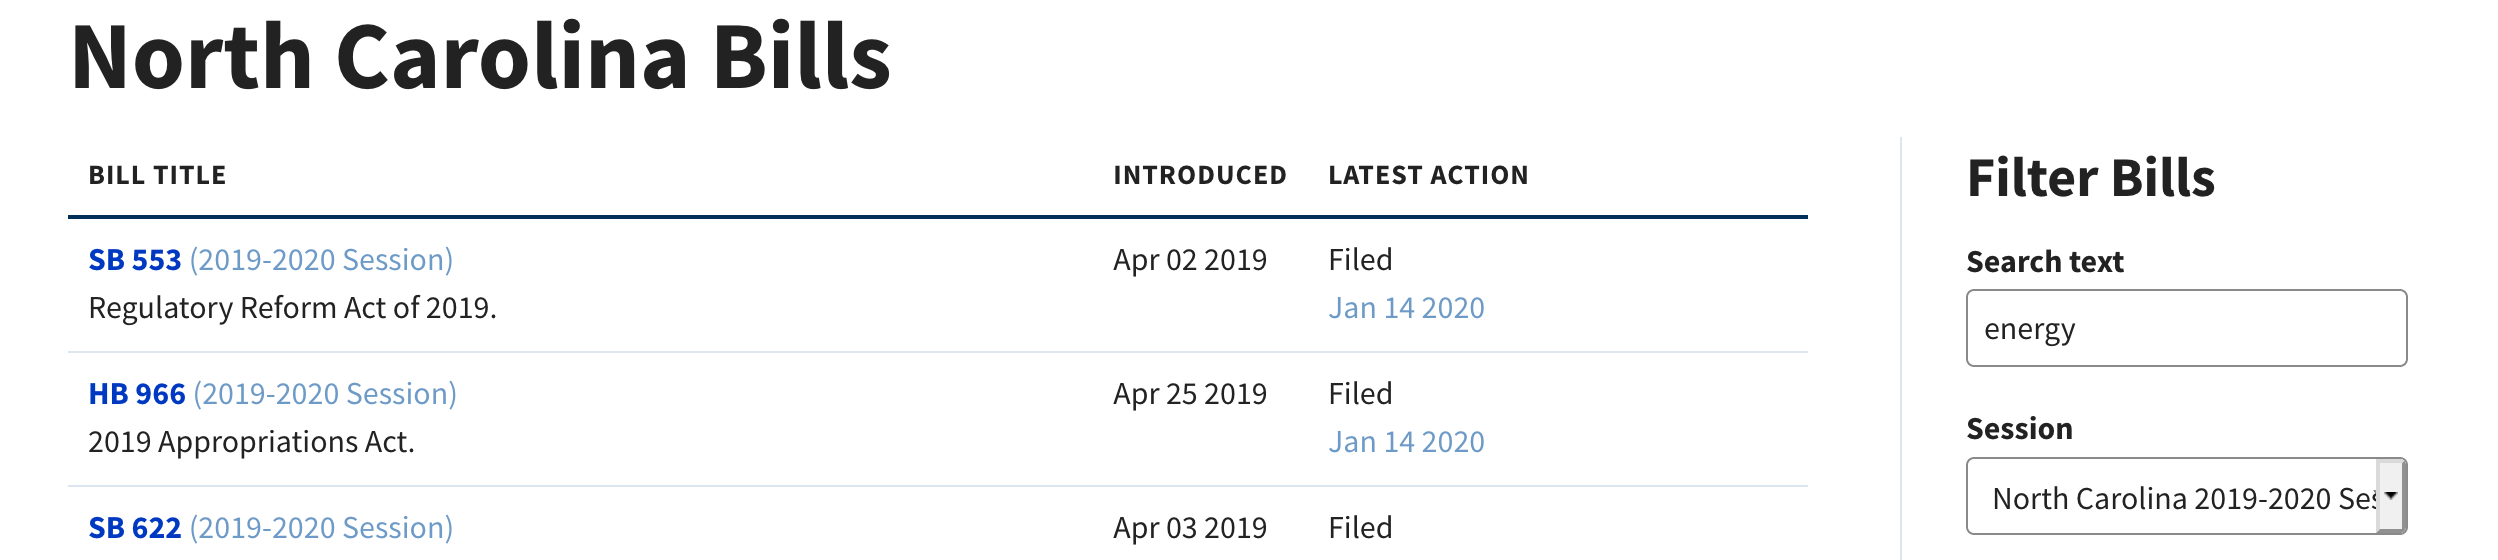 North Carolina Bills
BILL TITLE INTRODUCED LATEST ACTION
SB 553 (2019-2020 Session) Apr 02 2019 Filed
Regulatory Reform Act of 2019. Jan 14 2020
HB 966 (2019-2020 Session) Apr 25 2019 Filed
2019 Appropriations Act. Jan 14 2020
SB 622 (2019-2020 Session) Apr 03 2019 Filed
Filter Bills
Search text
energy
Session
North Carolina 2019-2020